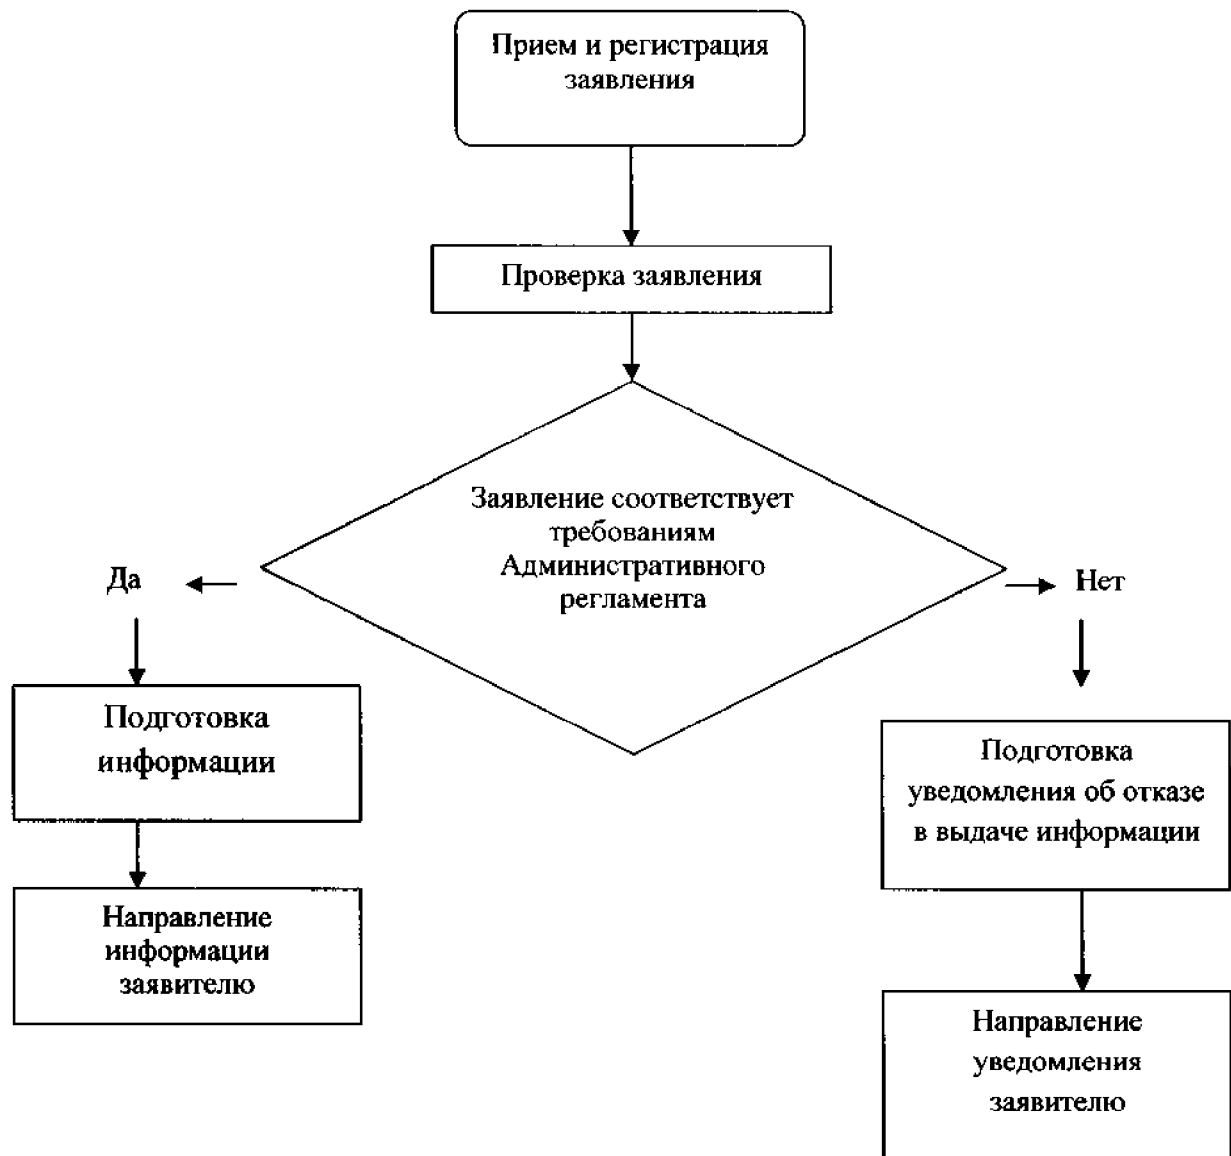 Прием и регистрация
заявления
Проверка заявления
Заявление соответствует
требованиям
Административного
регламента
Да
Нет
Подготовка
информации
Направление
информации
заявителю
Подготовка
уведомления об отказе
в выдаче информации
Направление
уведомления
заявителю